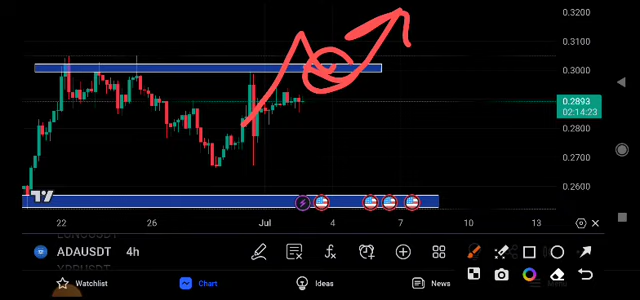 0.3200
0.3100
0.3000
0.2893
02:14:23
0.2800
0.2700
0.2600
22 26 Jul 4 7 10 13
ADAUSDT 4h
Watchlist Chart Ideas News Menu